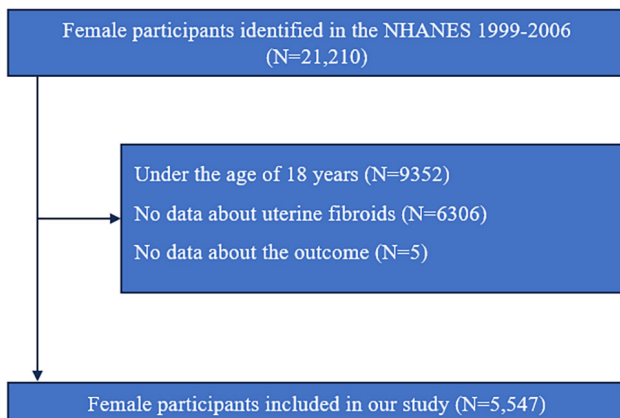 Female participants identified in the NHANES 1999-2006
(N=21,210)
Under the age of 18 years (N=9352)
No data about uterine fibroids (N=6306)
No data about the outcome (N=5)
Female participants included in our study (N=5,547)